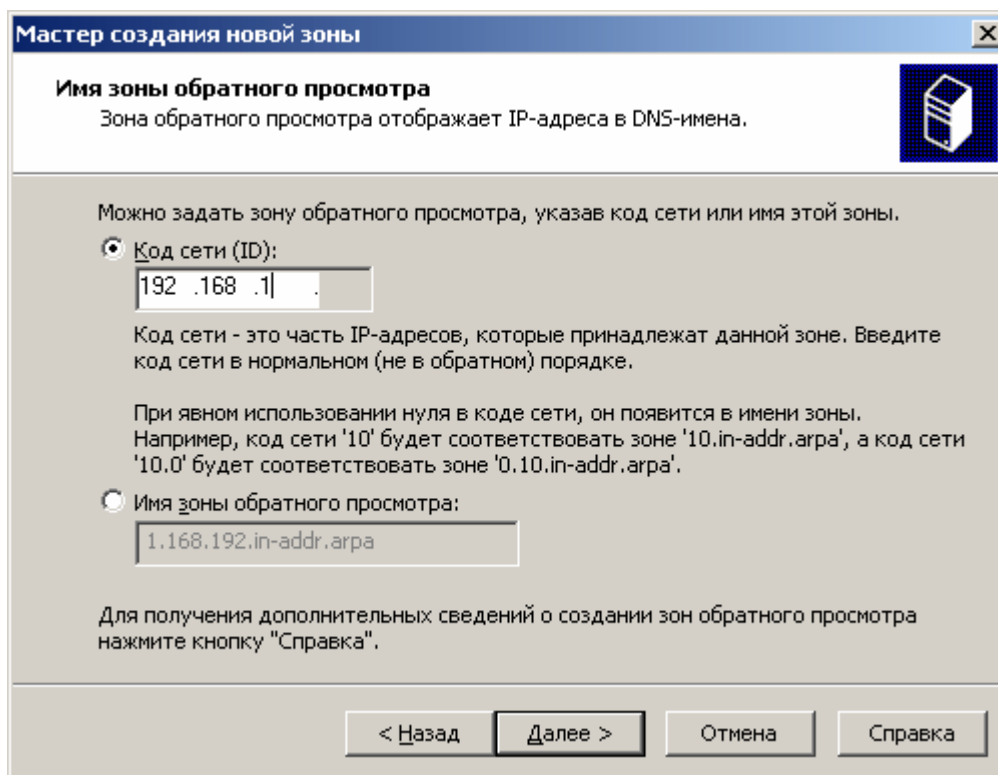 Мастер создания новой зоны
Имя зоны обратного просмотра
Зона обратного просмотра отображает IP-адреса в DNS-имена.
Можно задать зону обратного просмотра, указав код сети или имя этой зоны.
Код сети (ID):
192 .168 .1 .
Код сети - это часть IP-адресов, которые принадлежат данной зоне. Введите
код сети в нормальном (не в обратном) порядке.
При явном использовании нуля в коде сети, он появится в имени зоны.
Например, код сети '10' будет соответствовать зоне '10.in-addr.arpa', а код сети
'10.0' будет соответствовать зоне '0.10.in-addr.arpa'.
Имя зоны обратного просмотра:
1.168.192.in-addr.arpa
Для получения дополнительных сведений о создании зон обратного просмотра
нажмите кнопку "Справка".
< Назад Далее > Отмена Справка